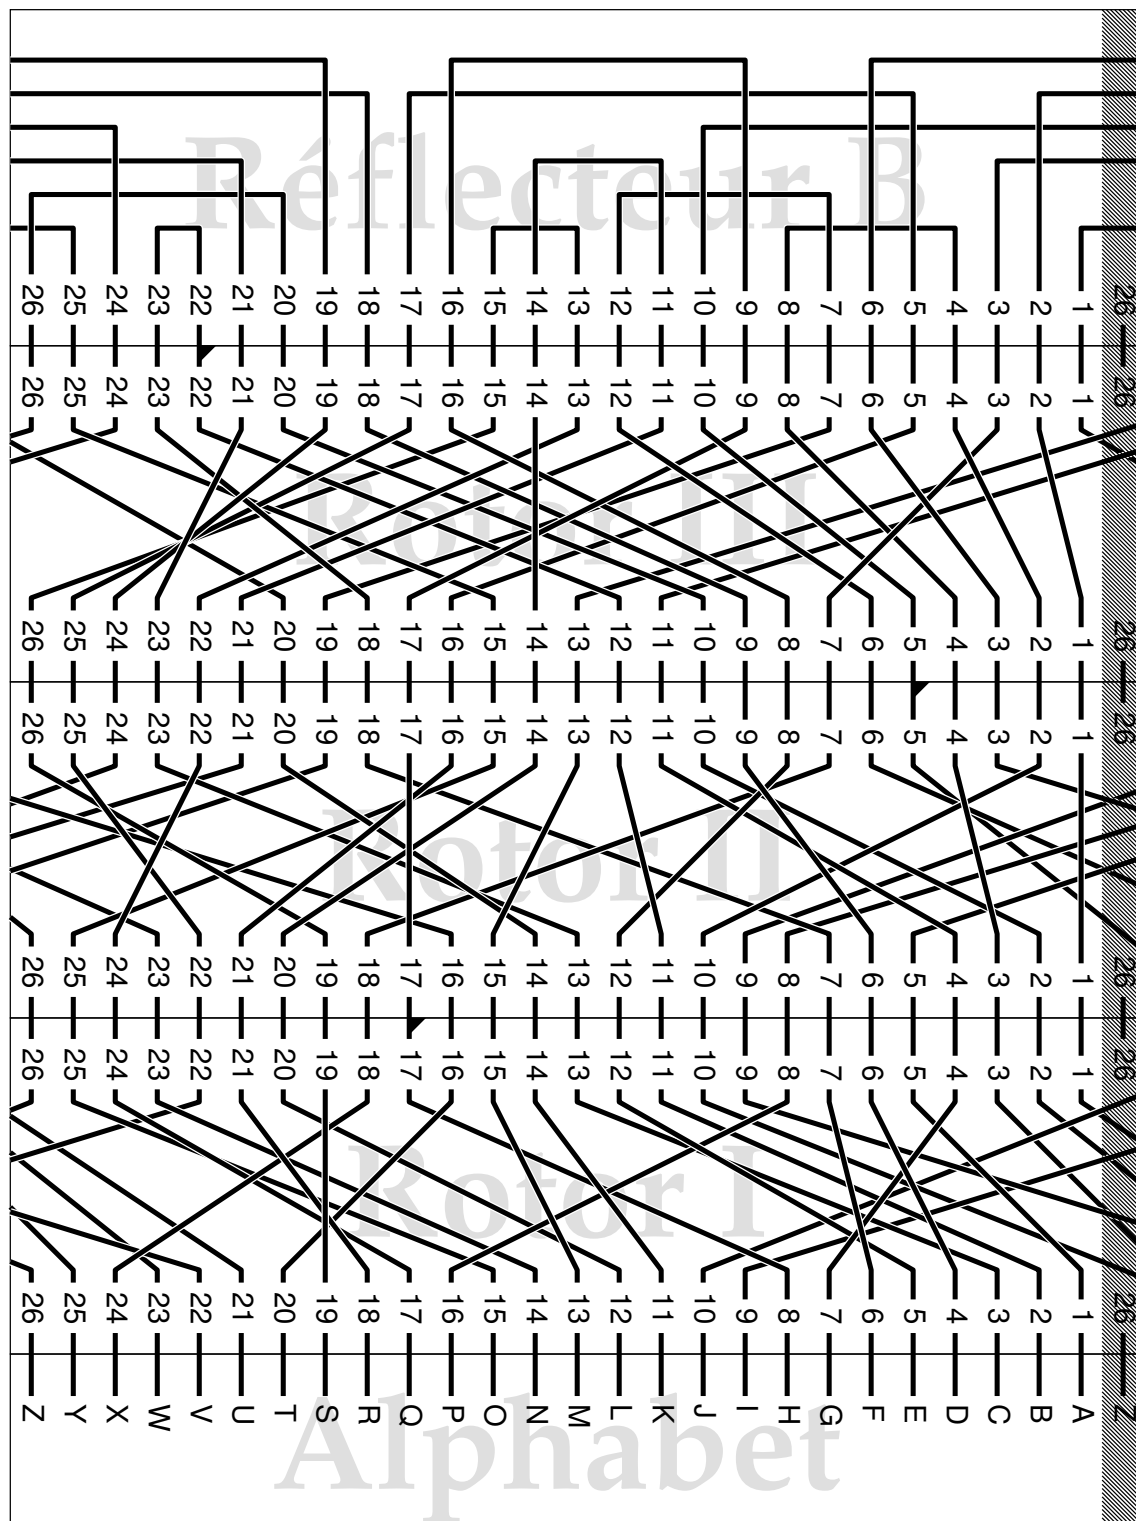 Réflecteur B
26 25 24 23 22 21 20 19 18 17 16 15 14 13 12 11 10 9 8 7 6 5 4 3 2 1 26
26 25 24 23 22 21 20 19 18 17 16 15 14 13 12 11 10 9 8 7 6 5 4 3 2 1 26
Rotor III
26 25 24 23 22 21 20 19 18 17 16 15 14 13 12 11 10 9 8 7 6 5 4 3 2 1 26
26 25 24 23 22 21 20 19 18 17 16 15 14 13 12 11 10 9 8 7 6 5 4 3 2 1 26
Rotor II
26 25 24 23 22 21 20 19 18 17 16 15 14 13 12 11 10 9 8 7 6 5 4 3 2 1 26
26 25 24 23 22 21 20 19 18 17 16 15 14 13 12 11 10 9 8 7 6 5 4 3 2 1 26
Rotor I
26 25 24 23 22 21 20 19 18 17 16 15 14 13 12 11 10 9 8 7 6 5 4 3 2 1 26
Z Y X W V U T S R Q P O N M L K J I H G F E D C B A Z
Alphabet